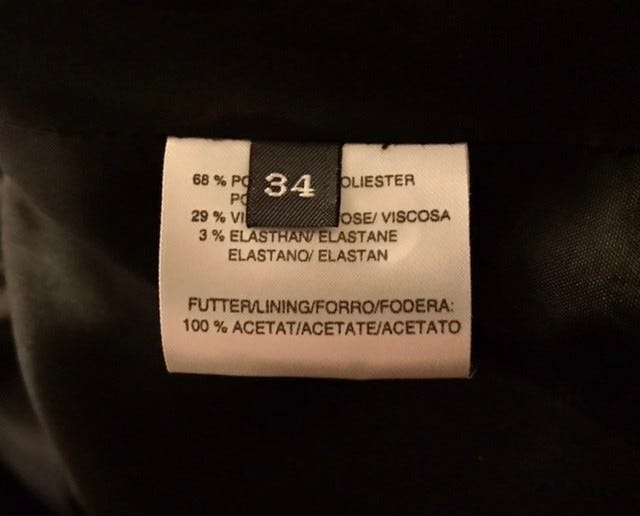 34
68 % PO OLIESTER
PO
29 % VI OSE/ VISCOSA
3 % ELASTHAN/ ELASTANE
ELASTANO/ ELASTAN
FUTTER/LINING/FORRO/FODERA:
100 % ACETAT/ACETATE/ACETATO